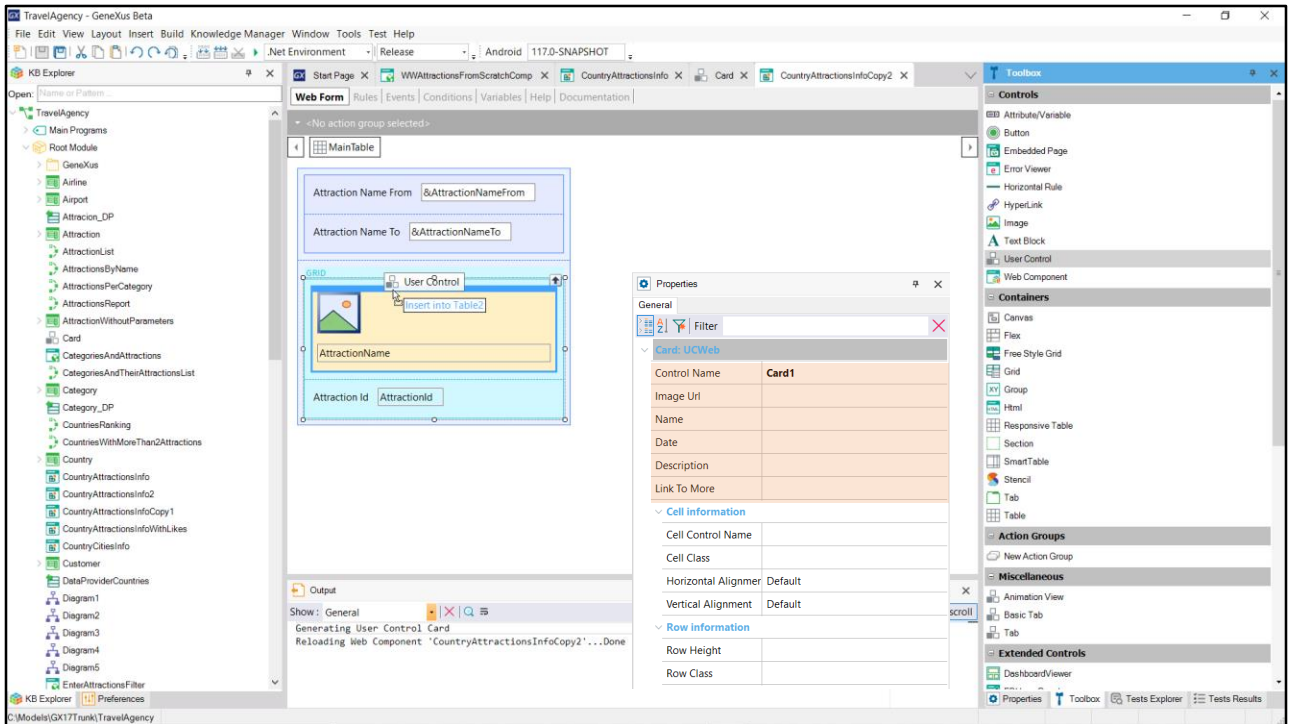 TravelAgency - GeneXus Beta
File Edit View Layout Insert Build Knowledge Manager Window Tools Test Help
.Net Environment Release Android 117.0-SNAPSHOT
KB Explorer
Open: Name or Pattern...
TravelAgency
Main Programs
Root Module
GeneXus
Airline
Airport
Attracion_DP
Attraction
AttractionList
AttractionsByName
AttractionsPerCategory
AttractionsReport
AttractionWithoutParameters
Card
CategoriesAndAttractions
CategoriesAndTheirAttractionsList
Category
Category_DP
CountriesRanking
CountriesWithMoreThan2Attractions
Country
CountryAttractionsInfo
CountryAttractionsInfo2
CountryAttractionsInfoCopy1
CountryAttractionsInfoWithLikes
CountryCitiesInfo
Customer
DataProviderCountries
Diagram1
Diagram2
Diagram3
Diagram4
Diagram5
EnterAttractionsFilter
KB Explorer Preferences
C:\Models\GX17Trunk\TravelAgency
Start Page WWAttractionsFromScratchComp CountryAttractionsInfo Card CountryAttractionsInfoCopy2
Web Form Rules Events Conditions Variables Help Documentation
<No action group selected>
MainTable
Attraction Name From &AttractionNameFrom
Attraction Name To &AttractionNameTo
GRID
User Control
Insert into Table2
AttractionName
Attraction Id AttractionId
Output
Show: General
scroll
Generating User Control Card
Reloading Web Component 'CountryAttractionsInfoCopy2'...Done
Properties
General
Filter
Card: UCWeb
Control Name Card1
Image Url
Name
Date
Description
Link To More
Cell information
Cell Control Name
Cell Class
Horizontal Alignmer Default
Vertical Alignment Default
Row information
Row Height
Row Class
Toolbox
Controls
Attribute/Variable
Button
Embedded Page
Error Viewer
Horizontal Rule
HyperLink
Image
Text Block
User Control
Web Component
Containers
Canvas
Flex
Free Style Grid
Grid
Group
Html
Responsive Table
Section
SmartTable
Stencil
Tab
Table
Action Groups
New Action Group
Miscellaneous
Animation View
Basic Tab
Tab
Extended Controls
DashboardViewer
Properties Toolbox Tests Explorer Tests Results